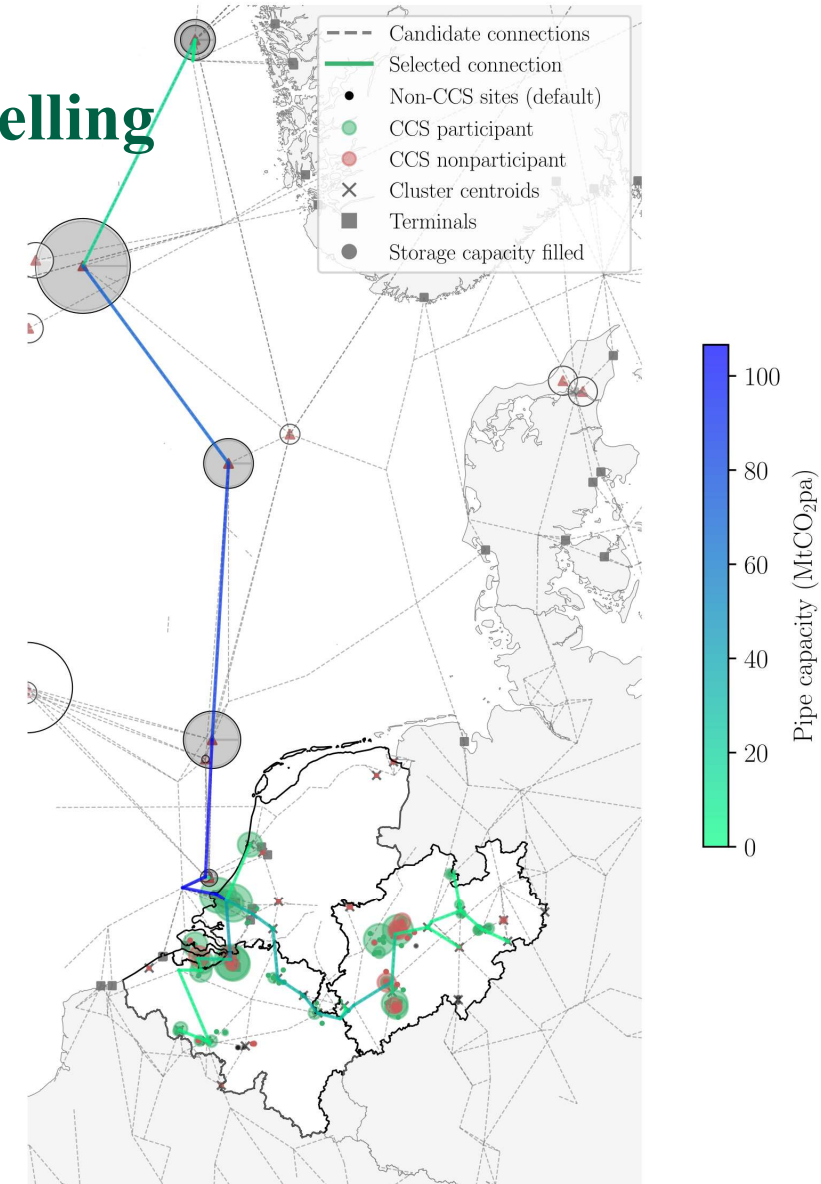 elling
Candidate connections
Selected connection
Non-CCS sites (default)
CCS participant
CCS nonparticipant
Cluster centroids
Terminals
Storage capacity filled
100
80
60
40
20
0
Pipe capacity (MtCO₂pa)